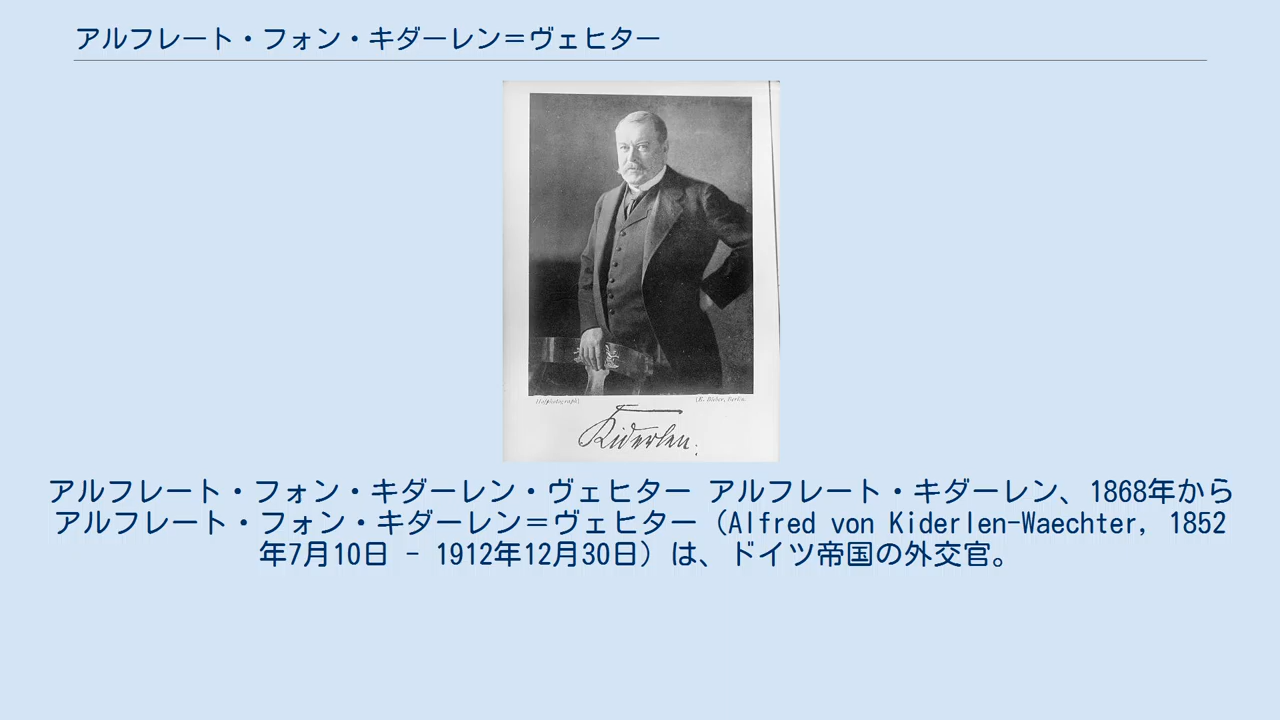 アルフレート・フォン・キダーレン＝ヴェヒター
Kiderlen.
アルフレート・フォン・キダーレン・ヴェヒター アルフレート・キダーレン、1868年から
アルフレート・フォン・キダーレン＝ヴェヒター（Alfred von Kiderlen-Waechter, 1852
年7月10日 - 1912年12月30日）は、ドイツ帝国の外交官。